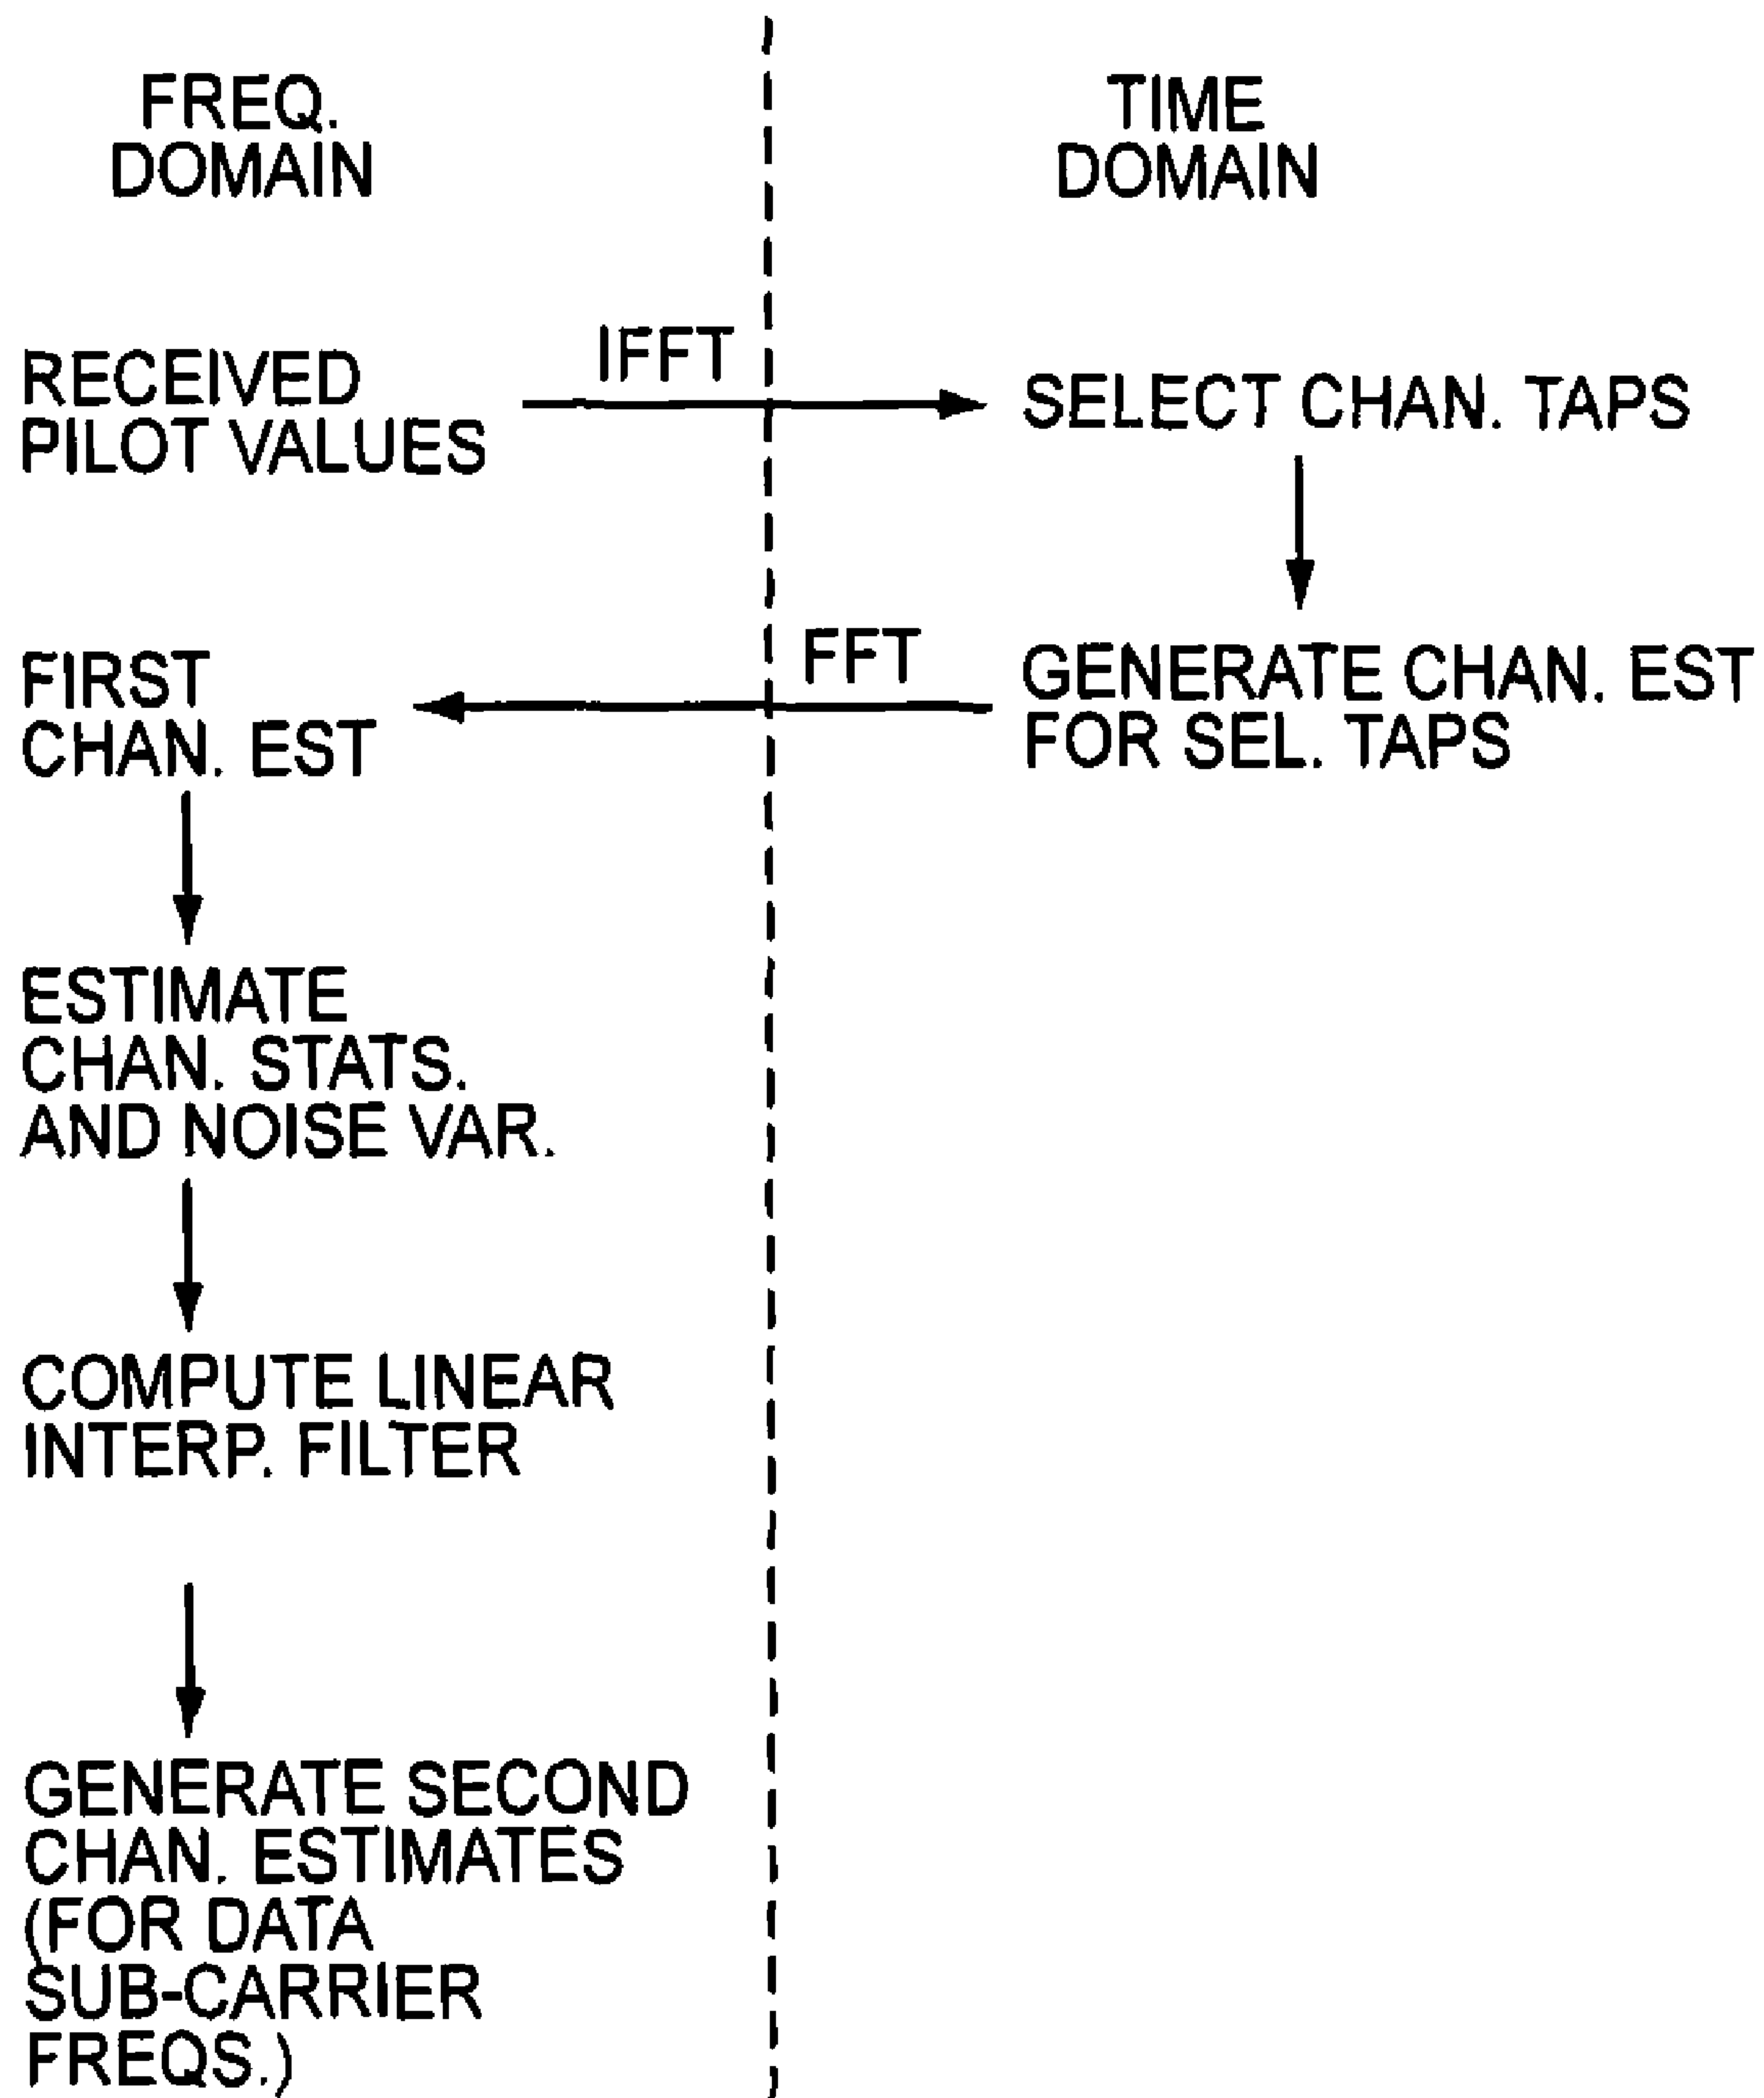 FREQ.
DOMAIN
TIME
DOMAIN
RECEIVED
PILOT VALUES
IFFT
SELECT CHAN. TAPS
FIRST
CHAN. EST
FFT
GENERATE CHAN. EST
FOR SEL. TAPS
ESTIMATE
CHAN. STATS.
AND NOISE VAR.
COMPUTE LINEAR
INTERP. FILTER
GENERATE SECOND
CHAN. ESTIMATES
(FOR DATA
SUB-CARRIER
FREQS.)